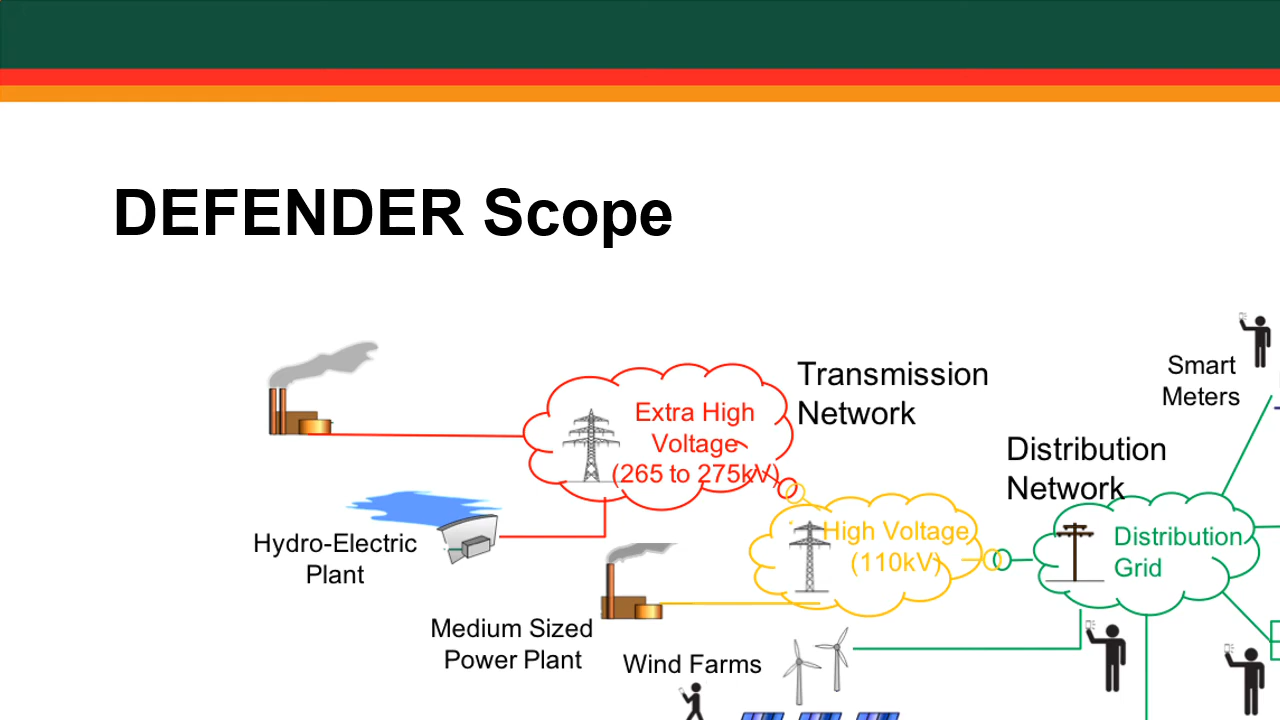 DEFENDER Scope
Transmission
Network
Extra High
Voltage
(265 to 275kV)
Smart
Meters
Distribution
Network
High Voltage
(110kV)
Distribution
Grid
Hydro-Electric
Plant
Medium Sized
Power Plant
Wind Farms